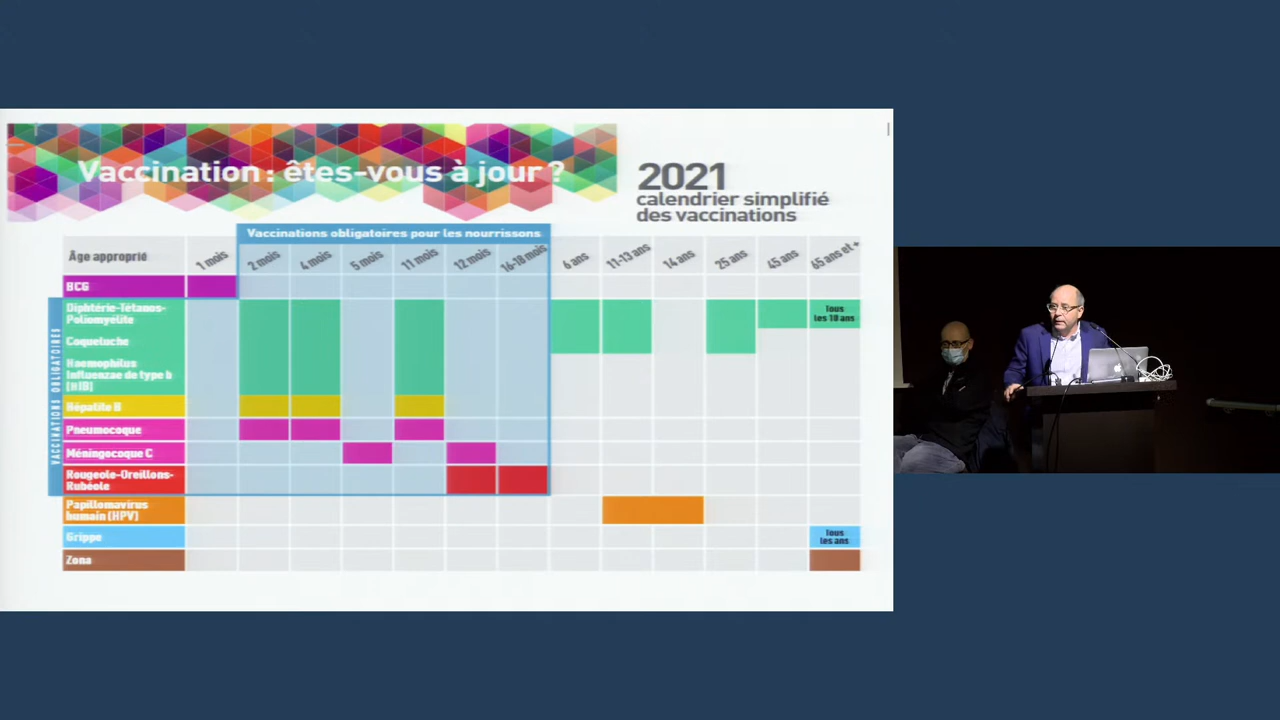 Vaccination : êtes-vous à jour ?
2021
calendrier simplifié
des vaccinations
Vaccinations obligatoires pour les nourrissons
Âge approprié
1 mois
2 mois
4 mois
5 mois
11 mois
12 mois
16-18 mois
6 ans
11-13 ans
14 ans
25 ans
45 ans
65 ans et +
BCG
VACCINATIONS OBLIGATOIRES
Diphtérie-Tétanos-
Poliomyélite
Tous
les 10 ans
Coqueluche
Haemophilus
Influenzae de type b
(HIB)
Hépatite B
Pneumocoque
Méningocoque C
Rougeole-Oreillons-
Rubéole
Papillomavirus
humain (HPV)
Grippe
Tous
les ans
Zona